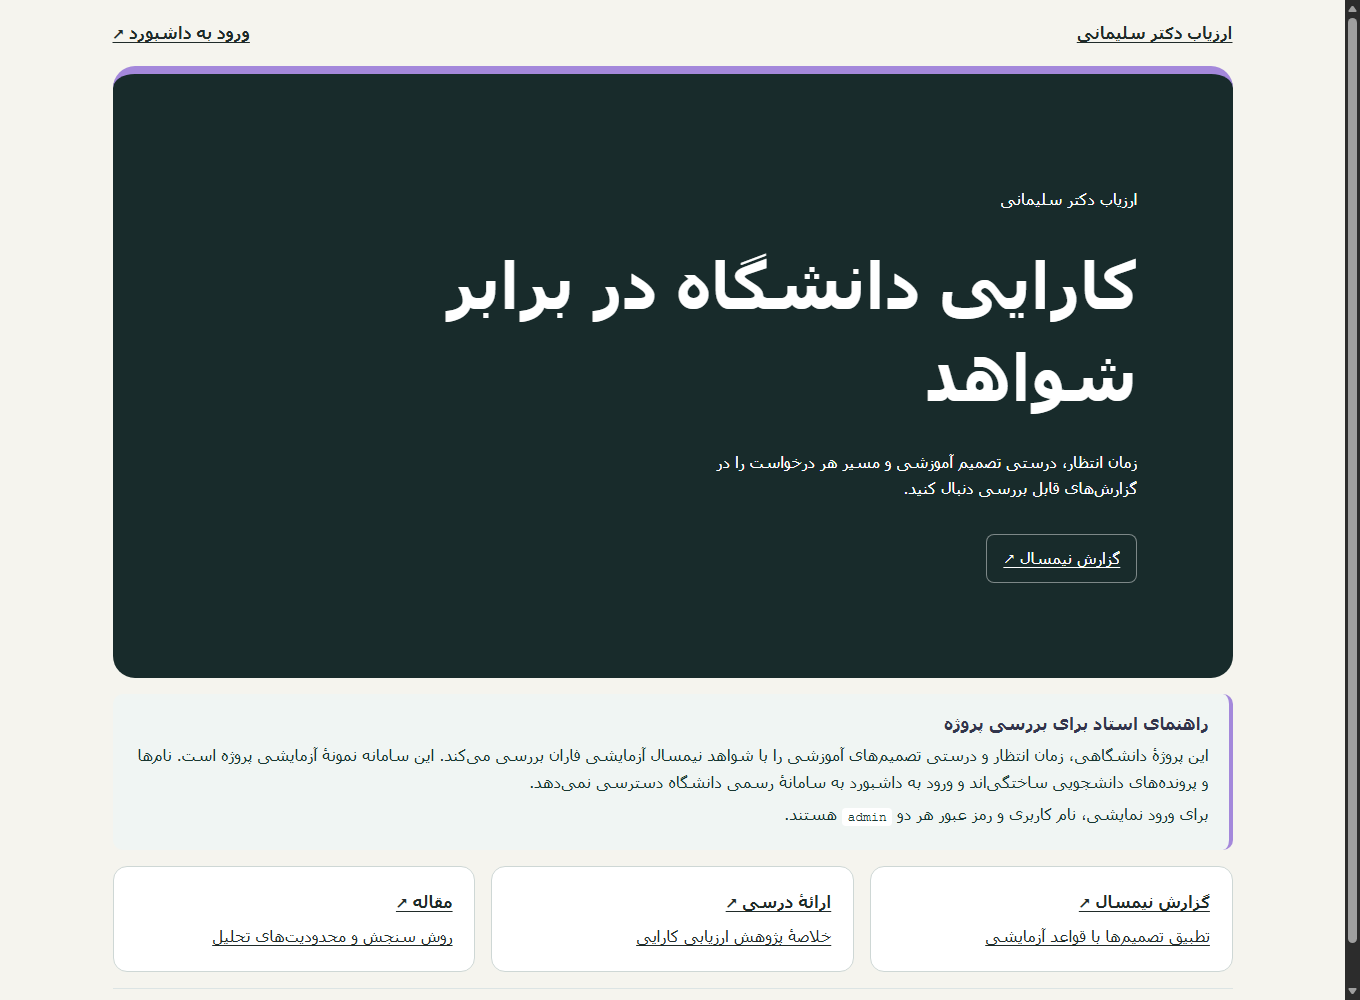 ارزیاب دکتر سلیمانی
ورود به داشبورد ↗
ارزیاب دکتر سلیمانی
کارایی دانشگاه در برابر
شواهد
زمان انتظار، درستی تصمیم آموزشی و مسیر هر درخواست را در
گزارش‌های قابل بررسی دنبال کنید.
گزارش نیمسال ↗
راهنمای استاد برای بررسی پروژه
این پروژهٔ دانشگاهی، زمان انتظار و درستی تصمیم‌های آموزشی را با شواهد نیمسال آزمایشی فاران بررسی می‌کند. این سامانه نمونهٔ آزمایشی پروژه است. نام‌ها
و پرونده‌های دانشجویی ساختگی‌اند و ورود به داشبورد به سامانهٔ رسمی دانشگاه دسترسی نمی‌دهد.
برای ورود نمایشی، نام کاربری و رمز عبور هر دو admin هستند.
گزارش نیمسال ↗
تطبیق تصمیم‌ها با قواعد آزمایشی
ارائهٔ درسی ↗
خلاصهٔ پژوهش ارزیابی کارایی
مقاله ↗
روش سنجش و محدودیت‌های تحلیل